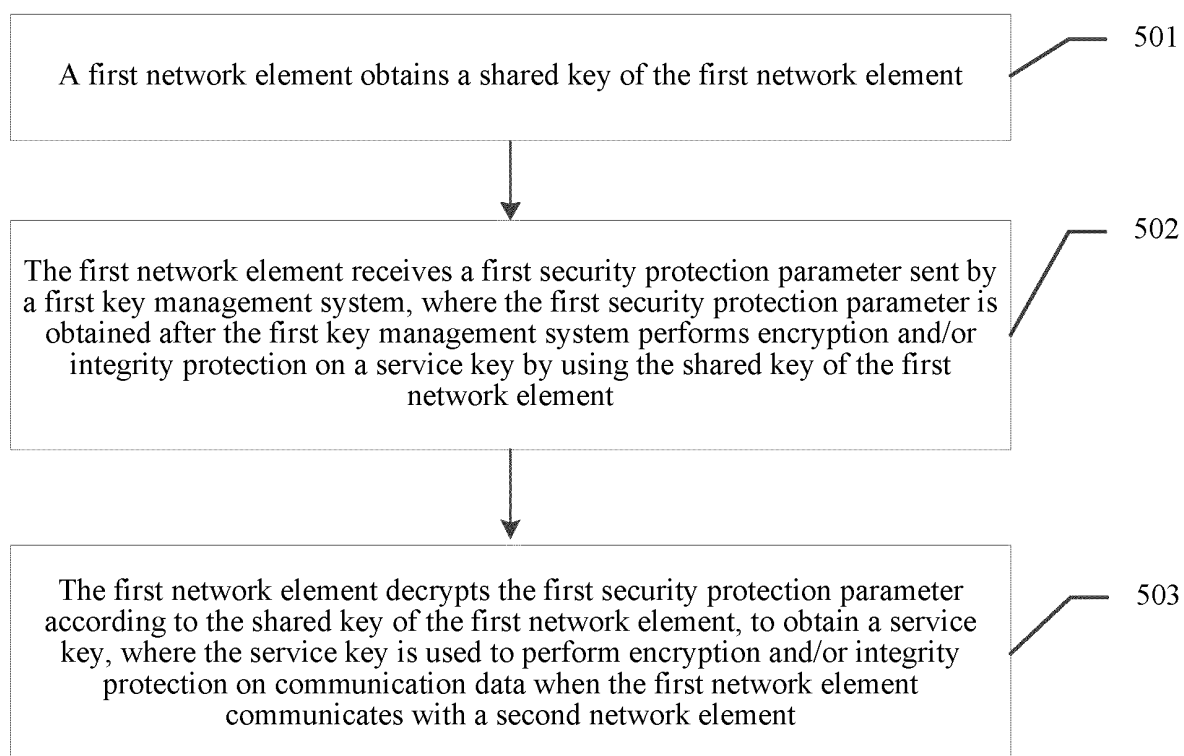 A first network element obtains a shared key of the first network element
501
The first network element receives a first security protection parameter sent by
a first key management system, where the first security protection parameter is
obtained after the first key management system performs encryption and/or
integrity protection on a service key by using the shared key of the first
network element
502
The first network element decrypts the first security protection parameter
according to the shared key of the first network element, to obtain a service
key, where the service key is used to perform encryption and/or integrity
protection on communication data when the first network element
communicates with a second network element
503